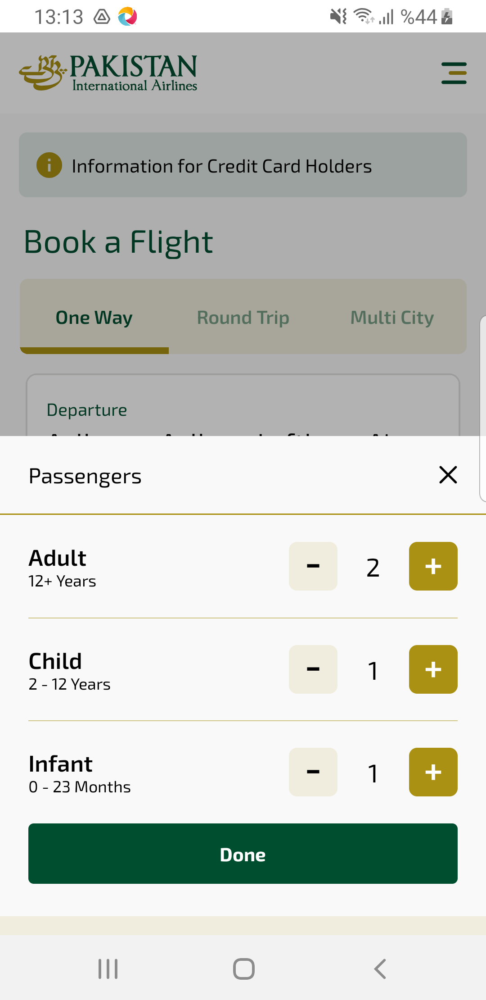 13:13
%44
PAKISTAN
International Airlines
Information for Credit Card Holders
Book a Flight
One Way Round Trip Multi City
Departure
Passengers
Adult
12+ Years
- 2 +
Child
2 - 12 Years
- 1 +
Infant
0 - 23 Months
- 1 +
Done